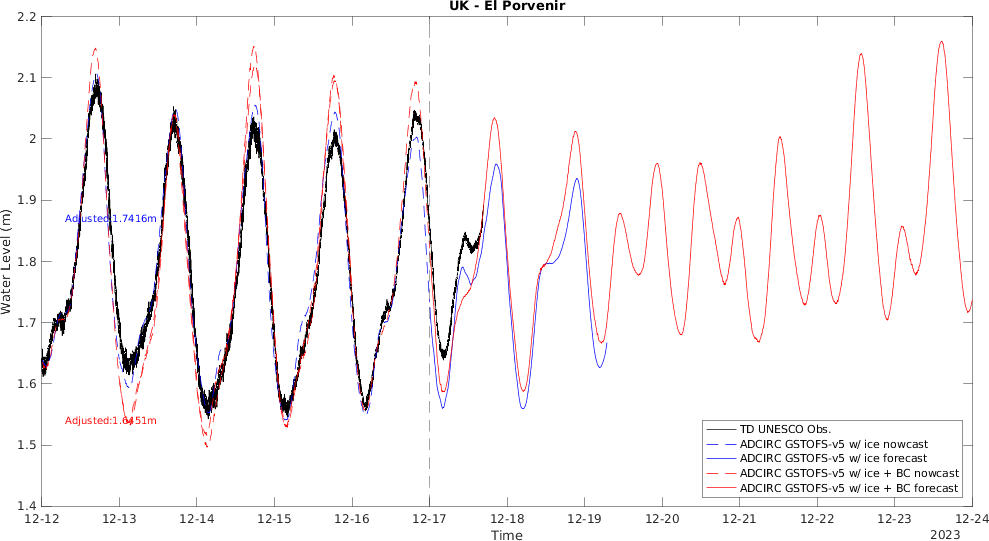 UK - El Porvenir
2.2
2.1
2
1.9
1.8
1.7
1.6
1.5
1.4
Water Level (m)
Adjusted:1.7416m
Adjusted:1.6451m
TD UNESCO Obs.
ADCIRC GSTOFS-v5 w/ ice nowcast
ADCIRC GSTOFS-v5 w/ ice forecast
ADCIRC GSTOFS-v5 w/ ice + BC nowcast
ADCIRC GSTOFS-v5 w/ ice + BC forecast
12-12 12-13 12-14 12-15 12-16 12-17 12-18 12-19 12-20 12-21 12-22 12-23 12-24
Time
2023